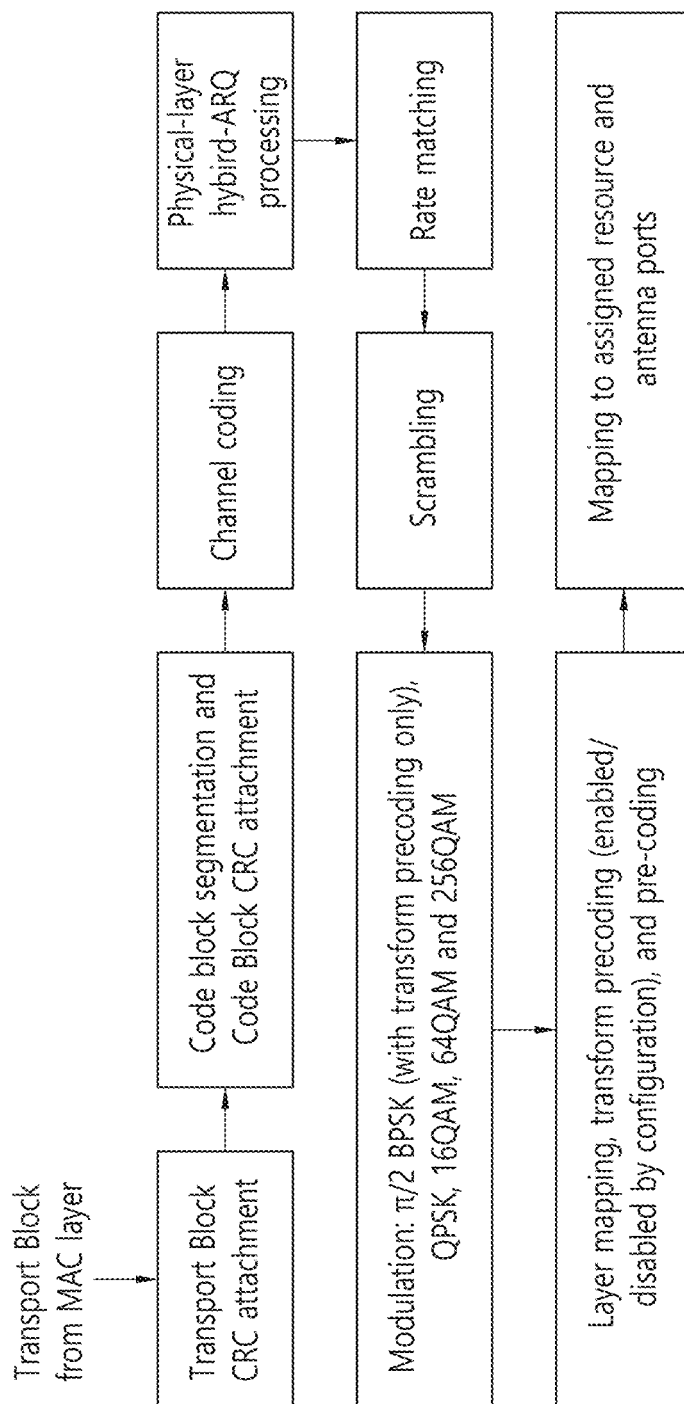 Transport Block
from MAC layer
Transport Block
CRC attachment
Code block segmentation and
Code Block CRC attachment
Channel coding
Physical-layer
hybird-ARQ
processing
Rate matching
Scrambling
Modulation: π/2 BPSK (with transform precoding only),
QPSK, 16QAM, 64QAM and 256QAM
Layer mapping, transform precoding (enabled/
disabled by configuration), and pre-coding
Mapping to assigned resource and
antenna ports